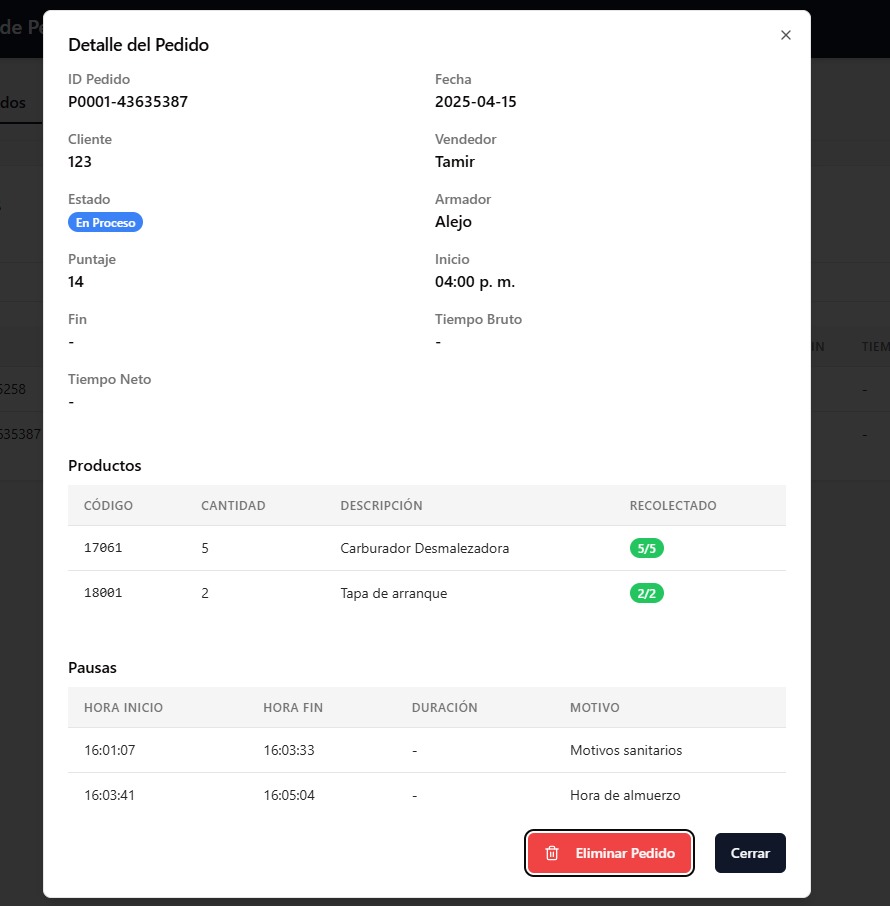 de Pe
dos
Detalle del Pedido
ID Pedido
P0001-43635387
Fecha
2025-04-15
Cliente
123
Vendedor
Tamir
Estado
En Proceso
Armador
Alejo
Puntaje
14
Inicio
04:00 p. m.
Fin
-
Tiempo Bruto
-
Tiempo Neto
-
IN TIEM
6258 -
635387 -
Productos
CÓDIGO CANTIDAD DESCRIPCIÓN RECOLECTADO
17061 5 Carburador Desmalezadora 5/5
18001 2 Tapa de arranque 2/2
Pausas
HORA INICIO HORA FIN DURACIÓN MOTIVO
16:01:07 16:03:33 - Motivos sanitarios
16:03:41 16:05:04 - Hora de almuerzo
Eliminar Pedido Cerrar